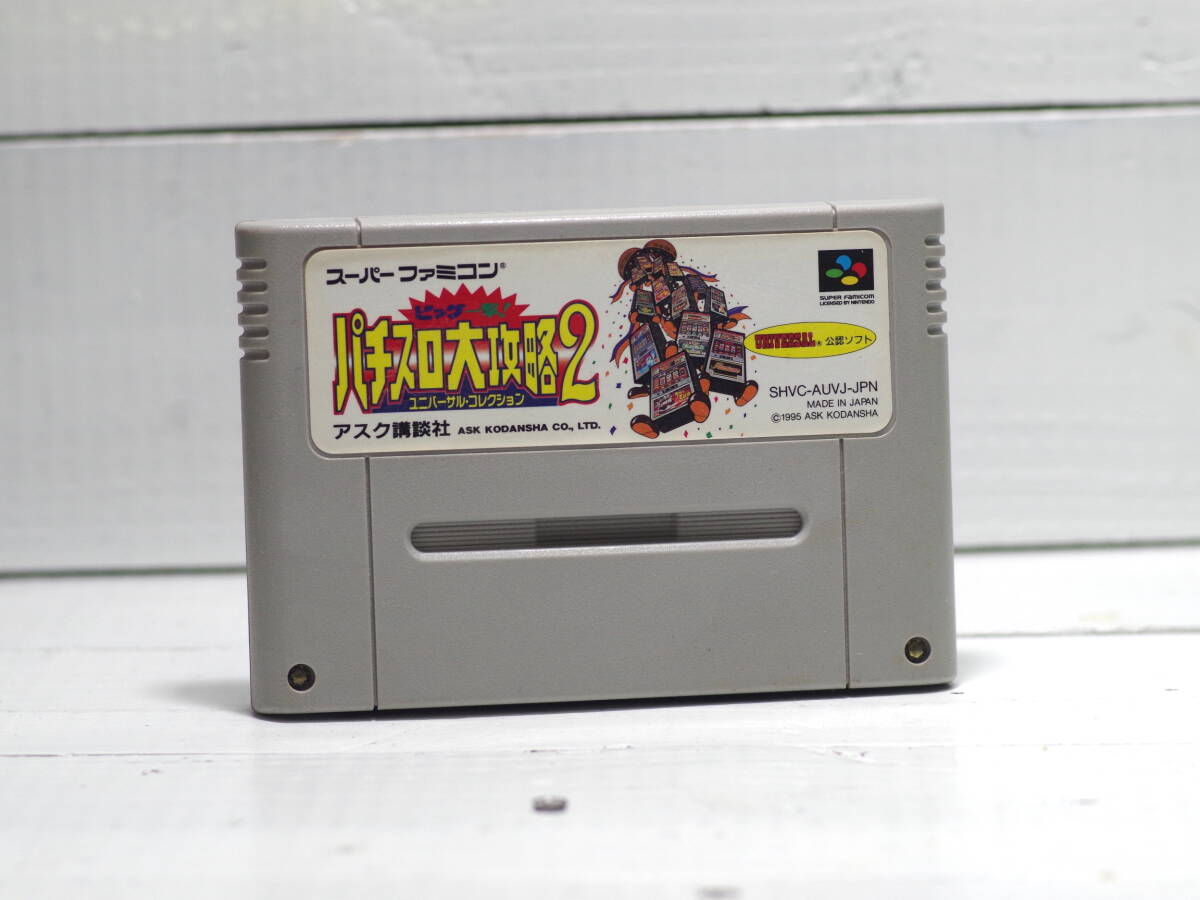 スーパーファミコン®
ビッグ一番!
パチスロ大攻略2
ユニバーサル・コレクション
アスク講談社 ASK KODANSHA CO., LTD.
SUPER FAMICOM
LICENSED BY NINTENDO
UNIVERSAL® 公認ソフト
SHVC-AUVJ-JPN
MADE IN JAPAN
©1995 ASK KODANSHA